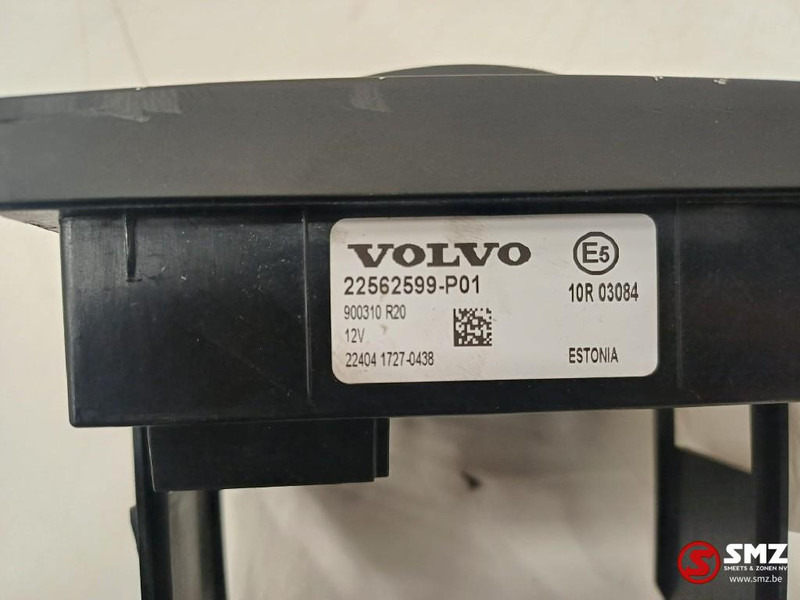 VOLVO
22562599-P01
900310 R20
12V
22404 1727-0438
E5
10R 03084
ESTONIA
SMZ
SMEETS & ZONEN NV
www.smz.be